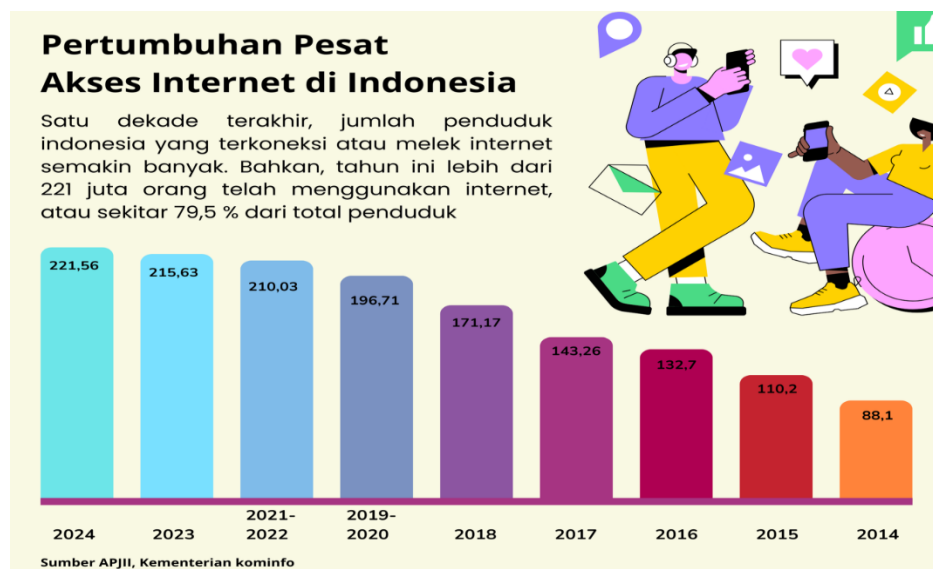 Pertumbuhan Pesat
Akses Internet di Indonesia
Satu dekade terakhir, jumlah penduduk
indonesia yang terkoneksi atau melek internet
semakin banyak. Bahkan, tahun ini lebih dari
221 juta orang telah menggunakan internet,
atau sekitar 79,5 % dari total penduduk
221,56
215,63
210,03
196,71
171,17
143,26
132,7
110,2
88,1
2024
2023
2021-
2022
2019-
2020
2018
2017
2016
2015
2014
Sumber APJII, Kementerian kominfo